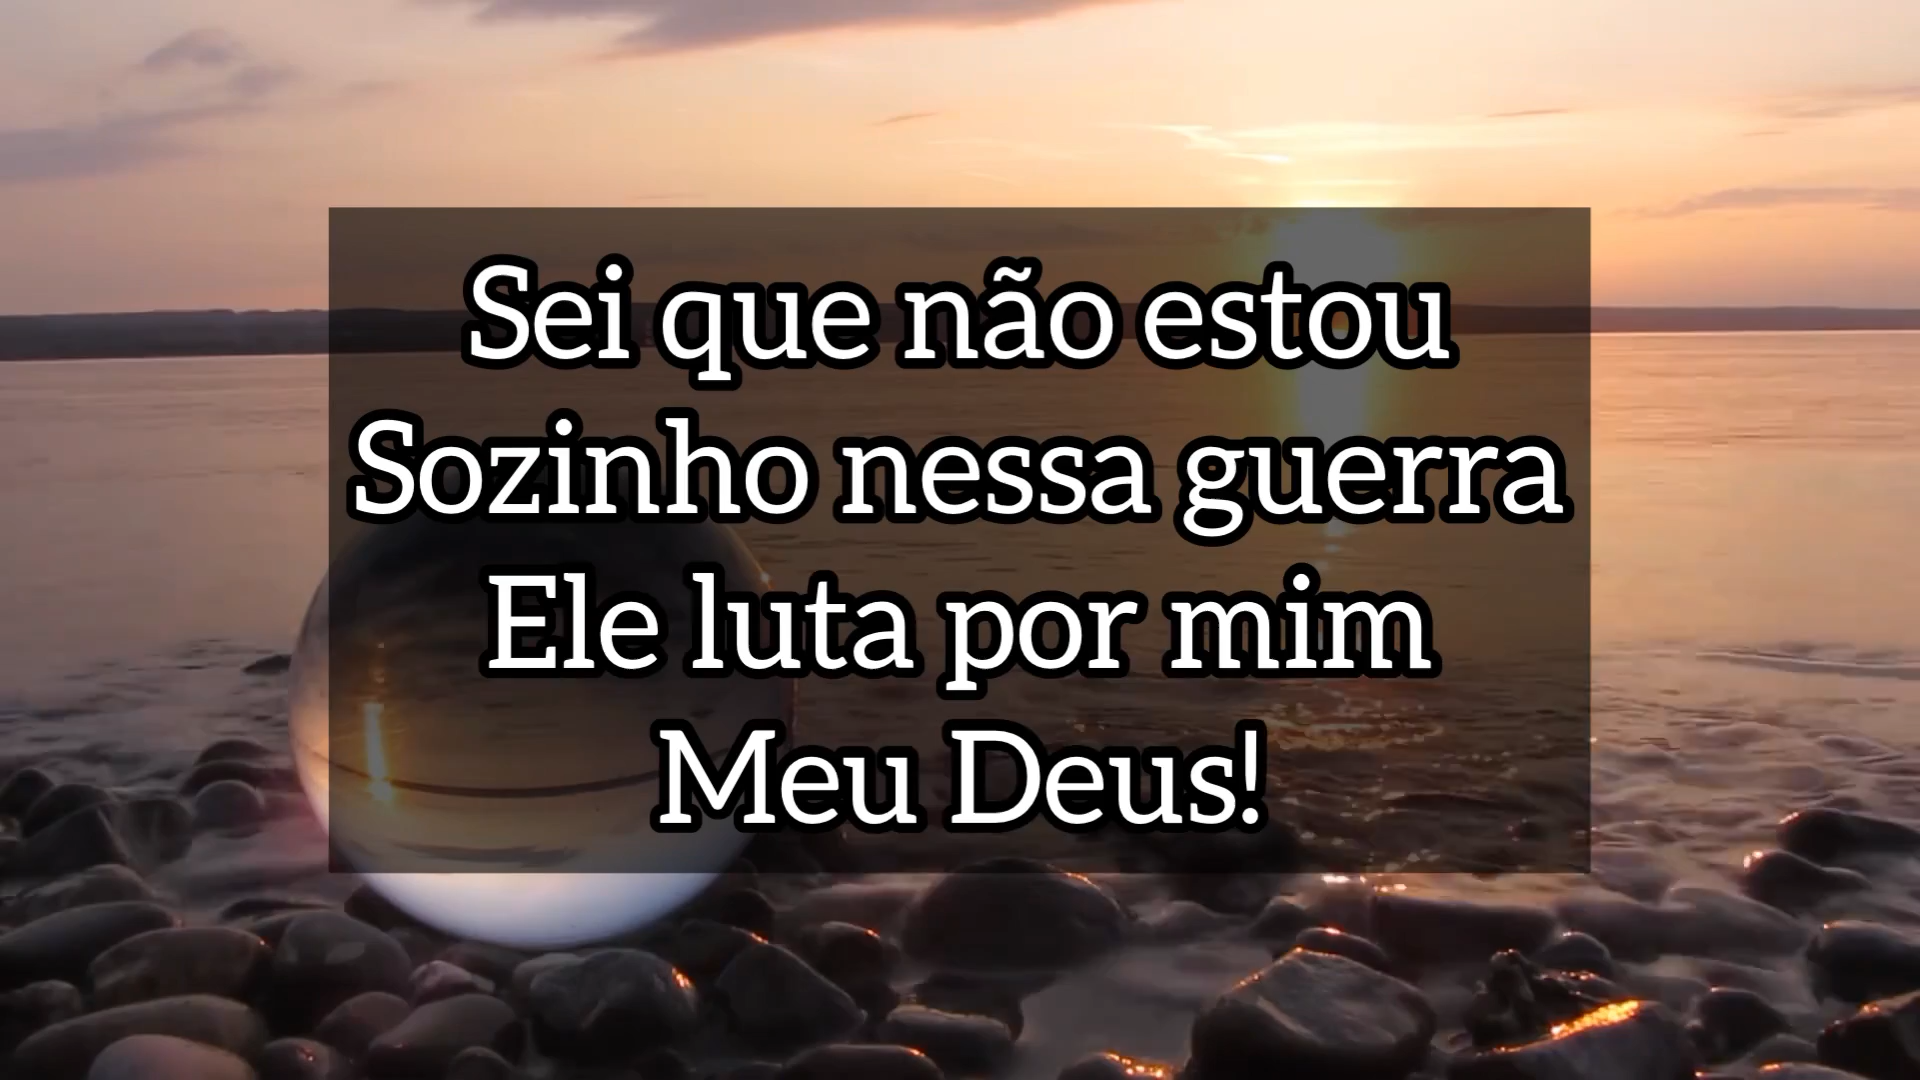 Sei que não estou
Sozinho nessa guerra
Ele luta por mim
Meu Deus!